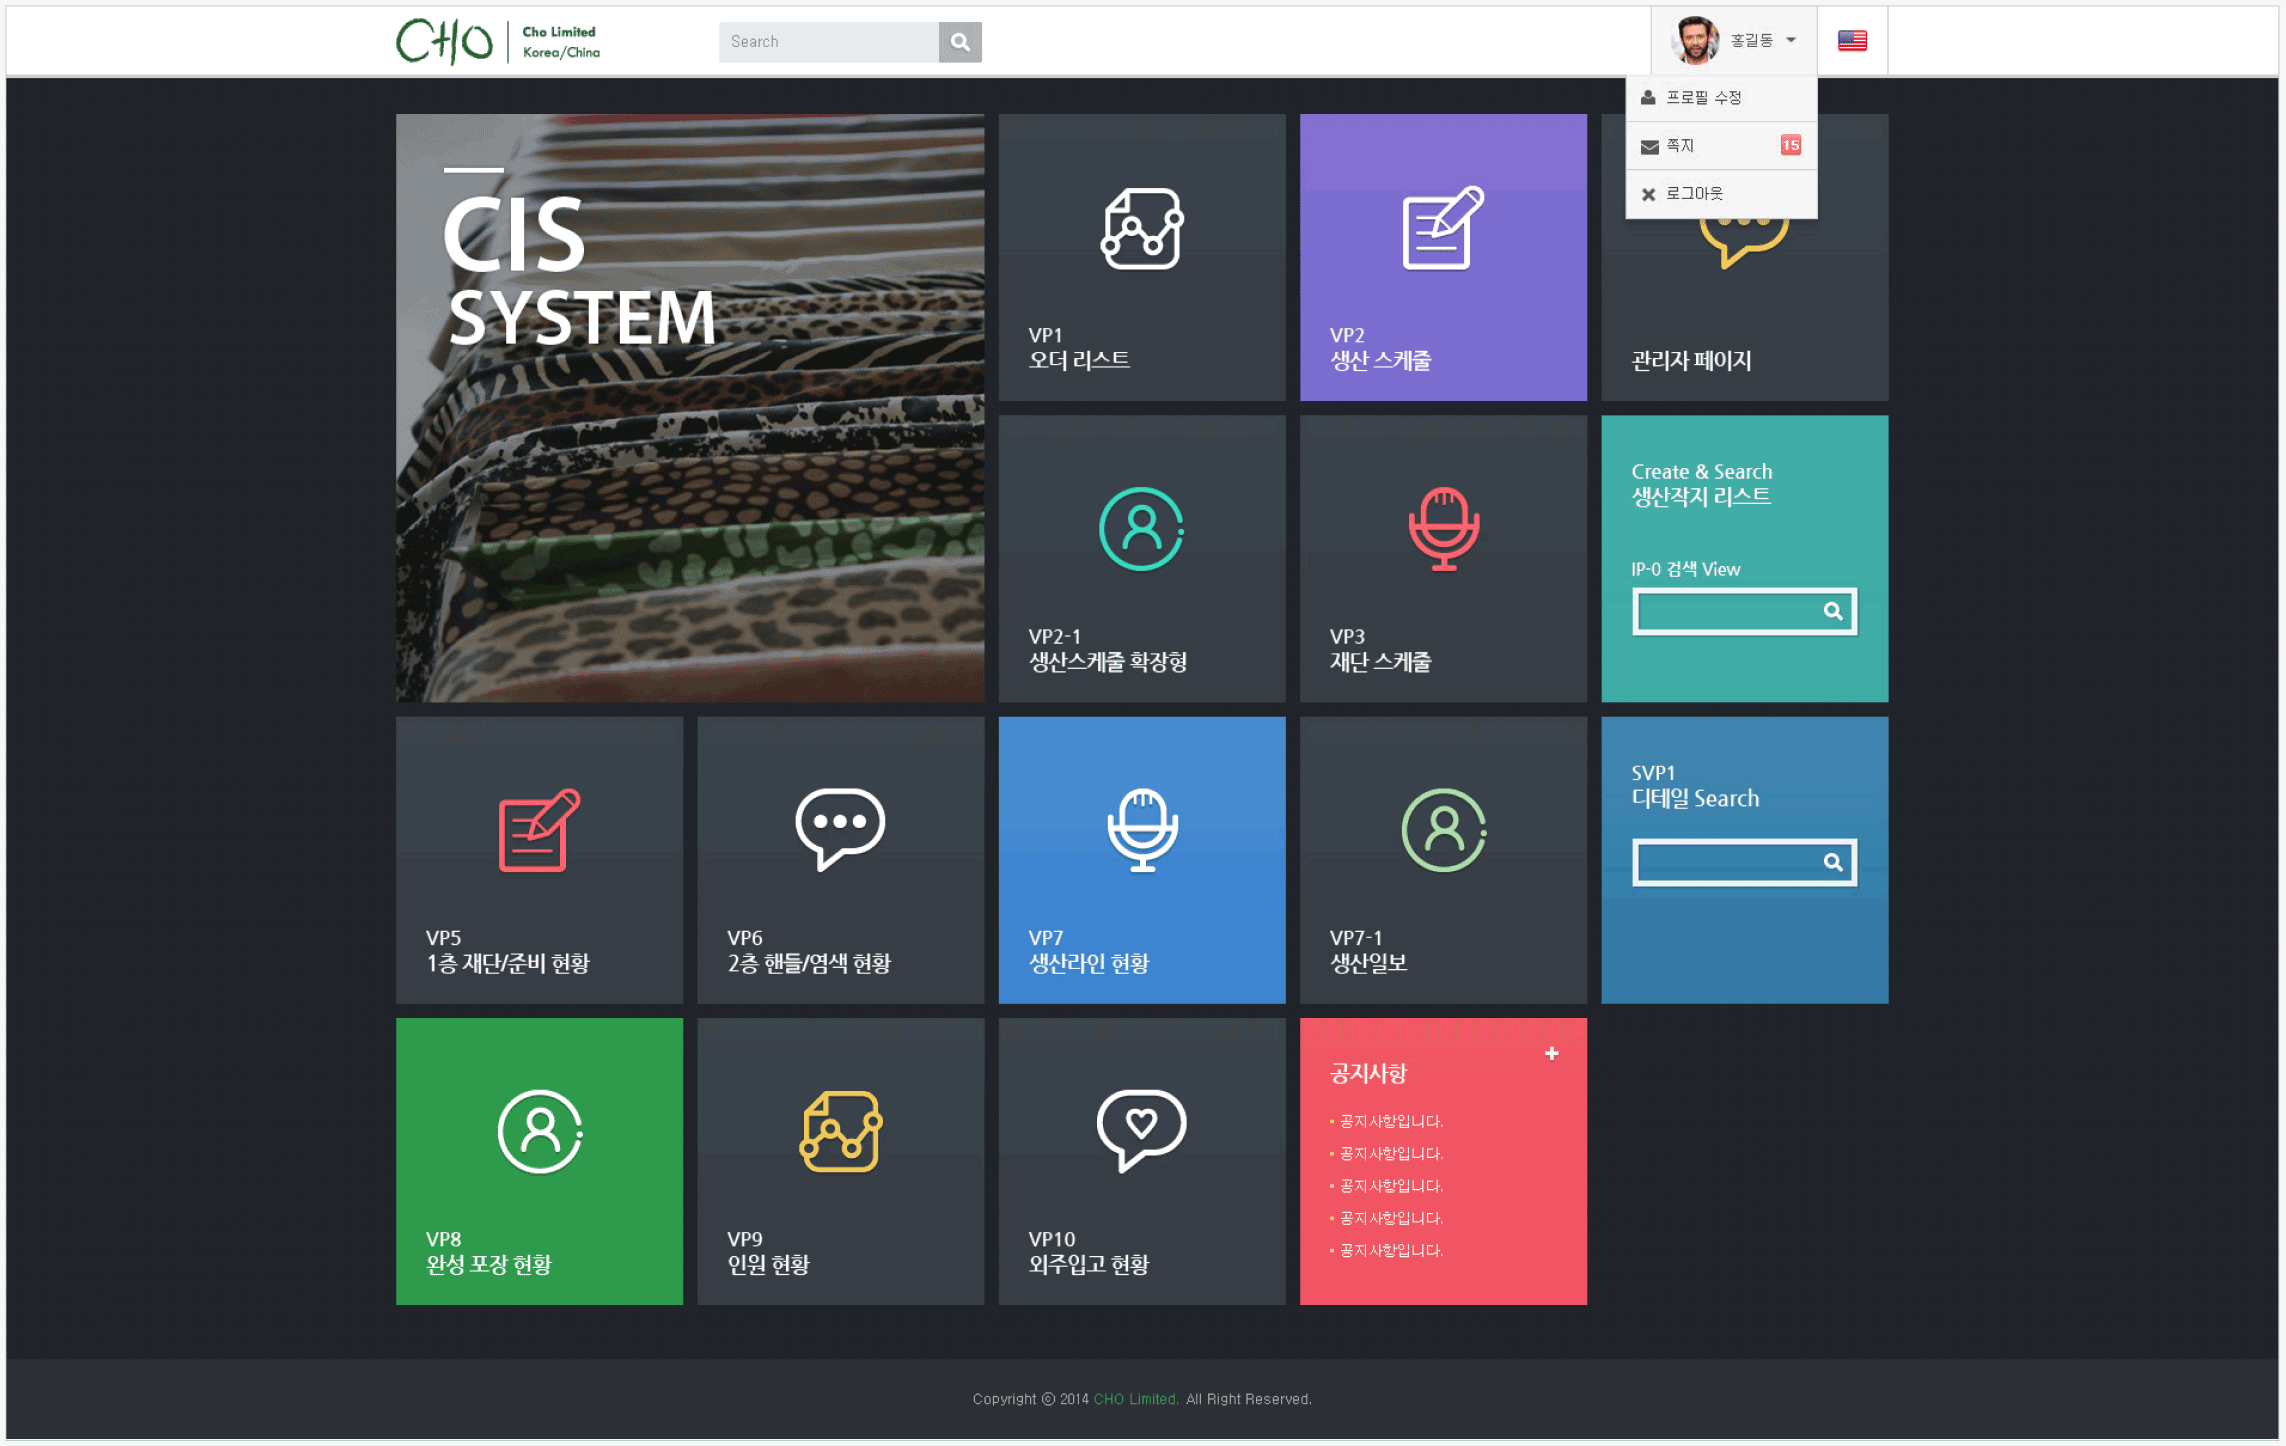 CHO
Cho Limited
Korea/China
Search
홍길동
프로필 수정
쪽지
15
로그아웃
CIS
SYSTEM
VP1
오더 리스트
VP2
생산 스케줄
관리자 페이지
VP2-1
생산스케줄 확장형
VP3
재단 스케줄
Create & Search
생산작지 리스트
IP-0 검색 View
VP5
1층 재단/준비 현황
VP6
2층 핸들/염색 현황
VP7
생산라인 현황
VP7-1
생산일보
SVP1
디테일 Search
VP8
완성 포장 현황
VP9
인원 현황
VP10
외주입고 현황
공지사항
공지사항입니다.
공지사항입니다.
공지사항입니다.
공지사항입니다.
공지사항입니다.
Copyright ⓒ 2014 CHO Limited. All Right Reserved.